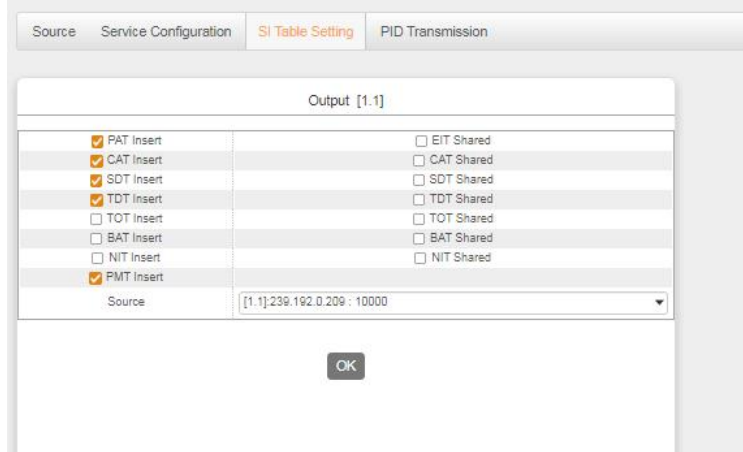 Source Service Configuration SI Table Setting PID Transmission
Output [1.1]
PAT Insert EIT Shared
CAT Insert CAT Shared
SDT Insert SDT Shared
TDT Insert TDT Shared
TOT Insert TOT Shared
BAT Insert BAT Shared
NIT Insert NIT Shared
PMT Insert
Source [1.1]:239.192.0.209 : 10000
OK